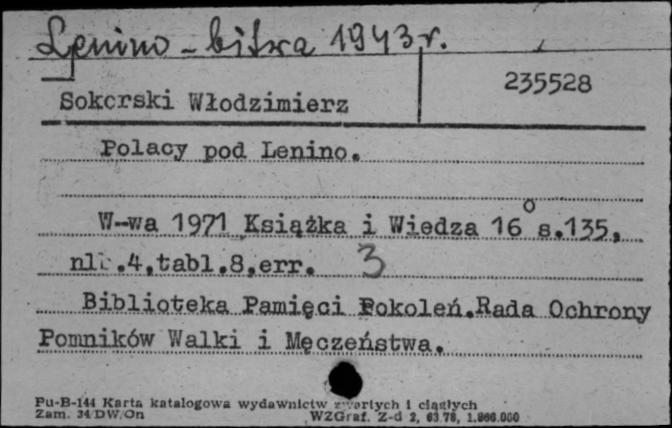 Lenino - bitwa 1943 r.
235528
Sokorski Włodzimierz
Polacy pod Lenino.
W-wa 1971 Książka i Wiedza 16° s.135,
nlb.4,tabl.8,err. 3
Biblioteka Pamięci Pokoleń.Rada Ochrony
Pomników Walki i Męczeństwa.
Pu-B-144 Karta katalogowa wydawnictw zwartych i ciągłych
Zam. 34/DW/On WZGraf. Z-d 2, 63.78, 1.866.000